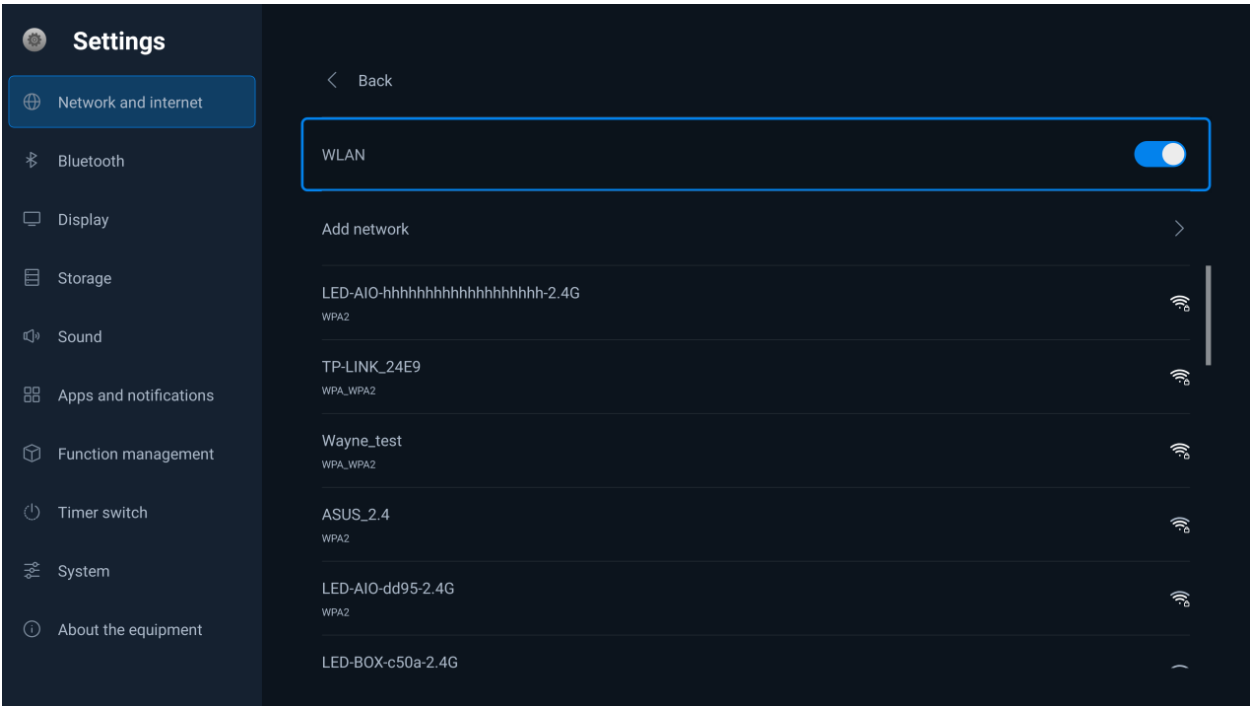 Settings
Network and internet
Bluetooth
Display
Storage
Sound
Apps and notifications
Function management
Timer switch
System
About the equipment
Back
WLAN
Add network
LED-AIO-hhhhhhhhhhhhhhhhhhh-2.4G
WPA2
TP-LINK_24E9
WPA_WPA2
Wayne_test
WPA_WPA2
ASUS_2.4
WPA2
LED-AIO-dd95-2.4G
WPA2
LED-BOX-c50a-2.4G